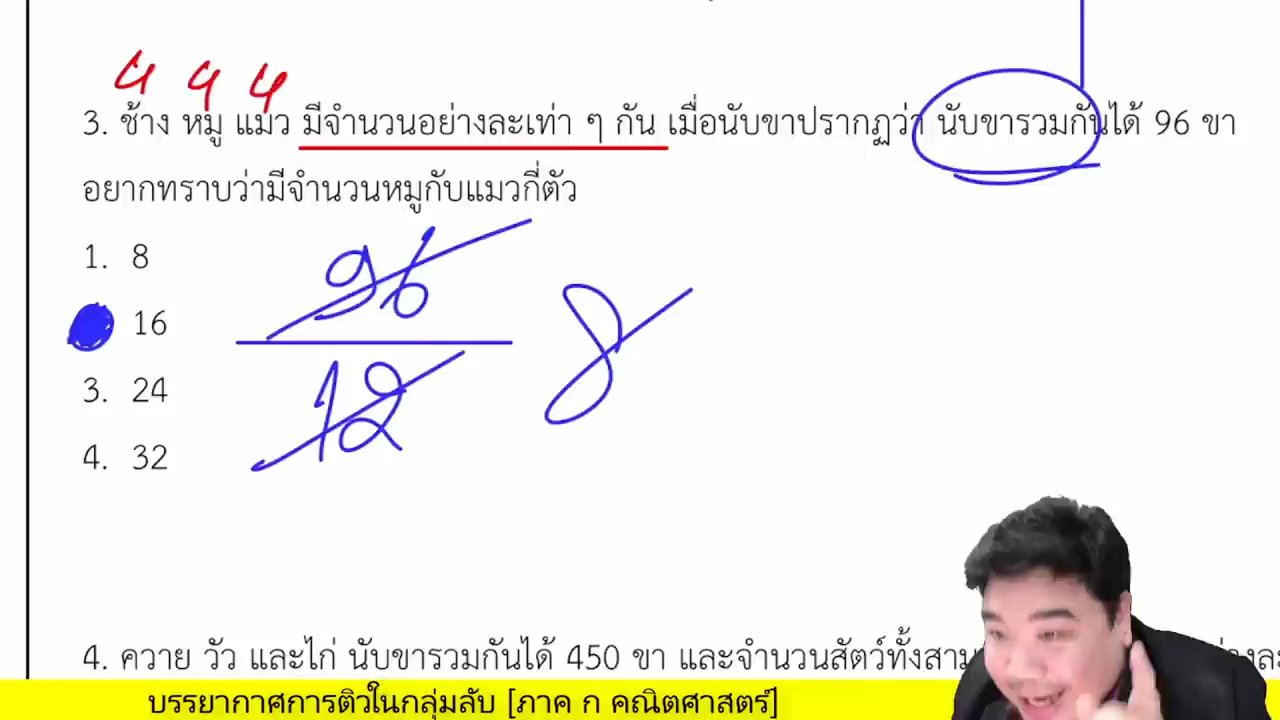 4 4 4
3. ช้าง หมู แมว มีจำนวนอย่างละเท่า ๆ กัน เมื่อนับขาปรากฏว่า นับขารวมกันได้ 96 ขา
อยากทราบว่ามีจำนวนหมูกับแมวกี่ตัว
1. 8
16
3. 24
4. 32
96
12
8
4. ควาย วัว และไก่ นับขารวมกันได้ 450 ขา และจำนวนสัตว์ทั้งสาม
บรรยากาศการติวในกลุ่มลับ [ภาค ก คณิตศาสตร์]